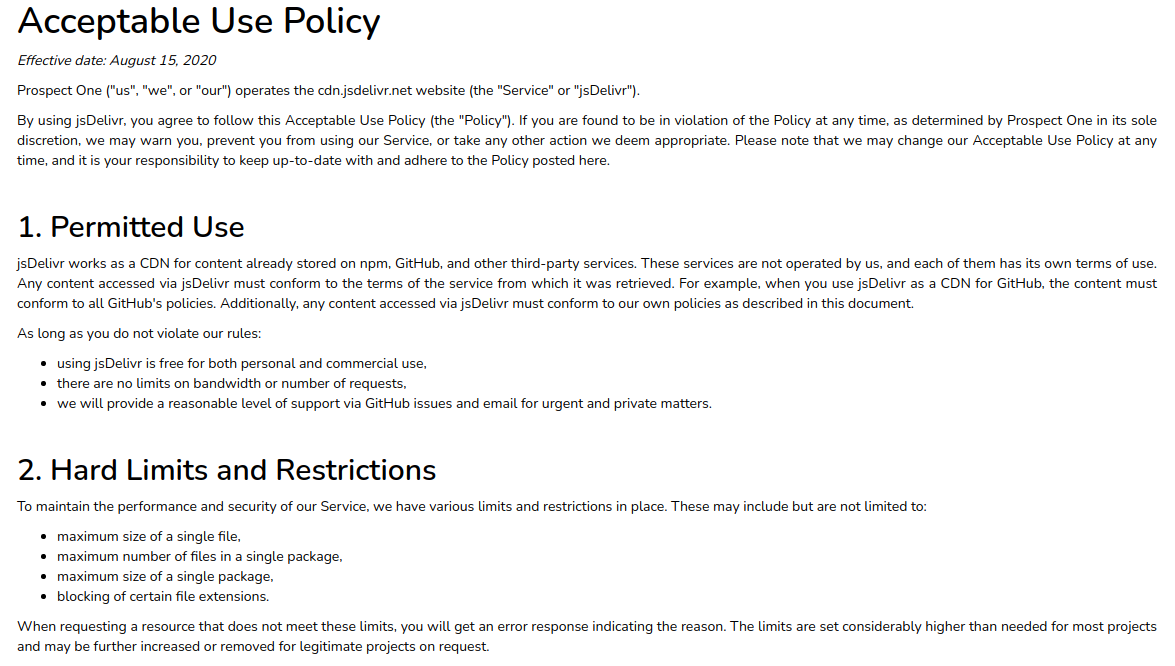 Acceptable Use Policy
Effective date: August 15, 2020
Prospect One ("us", "we", or "our") operates the cdn.jsdelivr.net website (the "Service" or "jsDelivr").
By using jsDelivr, you agree to follow this Acceptable Use Policy (the "Policy"). If you are found to be in violation of the Policy at any time, as determined by Prospect One in its sole
discretion, we may warn you, prevent you from using our Service, or take any other action we deem appropriate. Please note that we may change our Acceptable Use Policy at any
time, and it is your responsibility to keep up-to-date with and adhere to the Policy posted here.
1. Permitted Use
jsDelivr works as a CDN for content already stored on npm, GitHub, and other third-party services. These services are not operated by us, and each of them has its own terms of use.
Any content accessed via jsDelivr must conform to the terms of the service from which it was retrieved. For example, when you use jsDelivr as a CDN for GitHub, the content must
conform to all GitHub's policies. Additionally, any content accessed via jsDelivr must conform to our own policies as described in this document.
As long as you do not violate our rules:
• using jsDelivr is free for both personal and commercial use,
• there are no limits on bandwidth or number of requests,
• we will provide a reasonable level of support via GitHub issues and email for urgent and private matters.
2. Hard Limits and Restrictions
To maintain the performance and security of our Service, we have various limits and restrictions in place. These may include but are not limited to:
• maximum size of a single file,
• maximum number of files in a single package,
• maximum size of a single package,
• blocking of certain file extensions.
When requesting a resource that does not meet these limits, you will get an error response indicating the reason. The limits are set considerably higher than needed for most projects
and may be further increased or removed for legitimate projects on request.